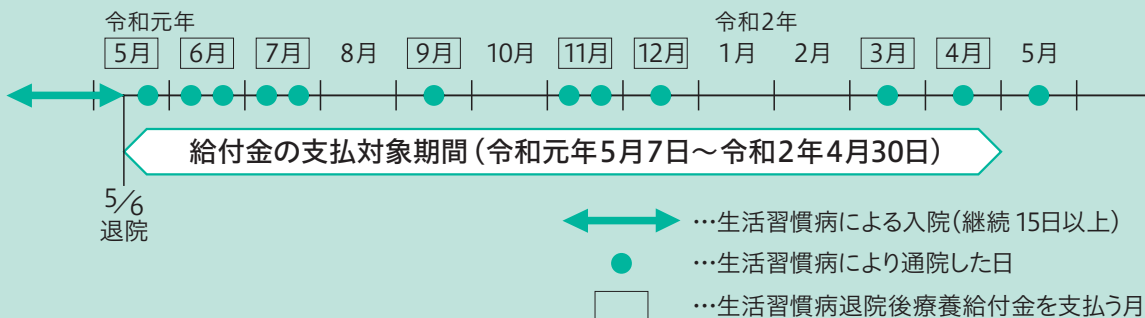 令和元年 令和2年
5月 6月 7月 8月 9月 10月 11月 12月 1月 2月 3月 4月 5月
給付金の支払対象期間(令和元年5月7日~令和2年4月30日)
5/6
退院
…生活習慣病による入院(継続15日以上)
…生活習慣病により通院した日
…生活習慣病退院後療養給付金を支払う月